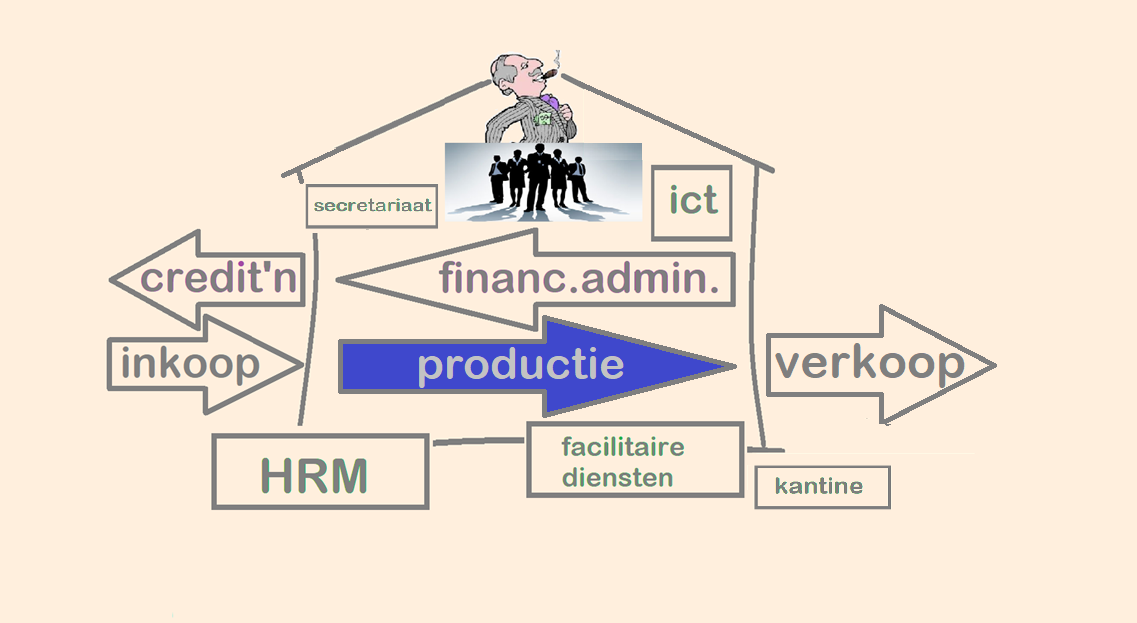 secretariaat
ict
credit'n
financ.admin.
inkoop
productie
verkoop
HRM
facilitaire
diensten
kantine